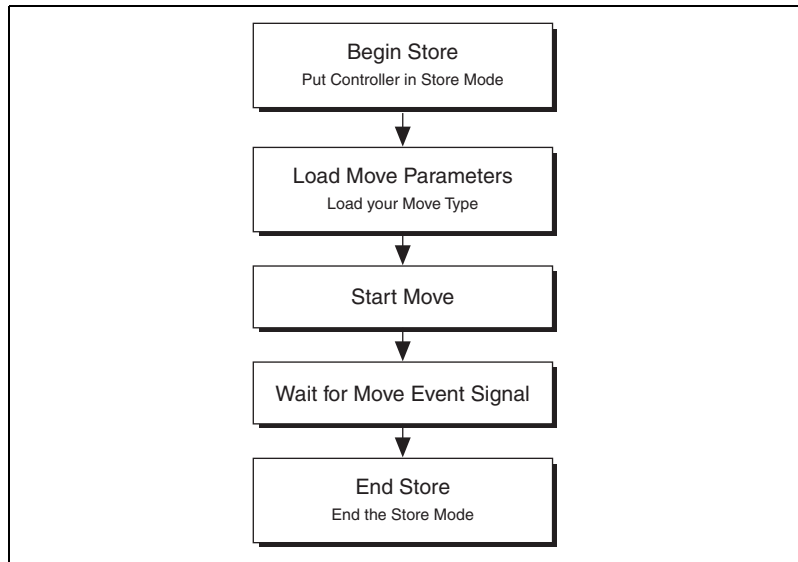 Begin Store
Put Controller in Store Mode
Load Move Parameters
Load your Move Type
Start Move
Wait for Move Event Signal
End Store
End the Store Mode